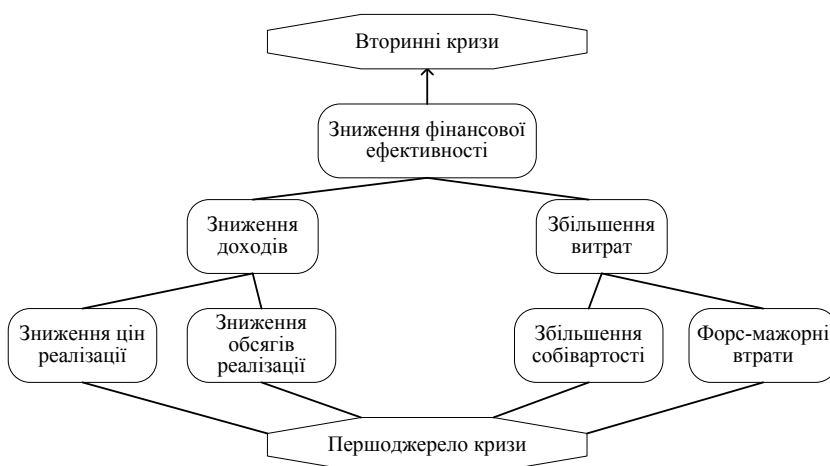 Вторинні кризи
Зниження фінансової
ефективності
Зниження
доходів
Збільшення
витрат
Зниження цін
реалізації
Зниження
обсягів
реалізації
Збільшення
собівартості
Форс-мажорні
втрати
Першоджерело кризи